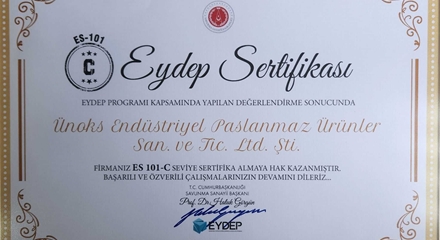 ES-101
C
Eydep Sertifikası
EYDEP PROGRAMI KAPSAMINDA YAPILAN DEĞERLENDİRME SONUCUNDA
Ünoks Endüstriyel Paslanmaz Ürünler
San. ve Tic. Ltd. Şti.
FİRMANIZ ES 101-C SEVİYE SERTİFIKA ALMAYA HAK KAZANMIŞTIR.
BAŞARILI VE ÖZVERİLİ ÇALIŞMALARINIZIN DEVAMINI DİLERİZ...
T.C. CUMHURBAŞKANLIĞI
SAVUNMA SANAYİİ BAŞKANI
Prof. Dr. Haluk Görgün
EYDEP